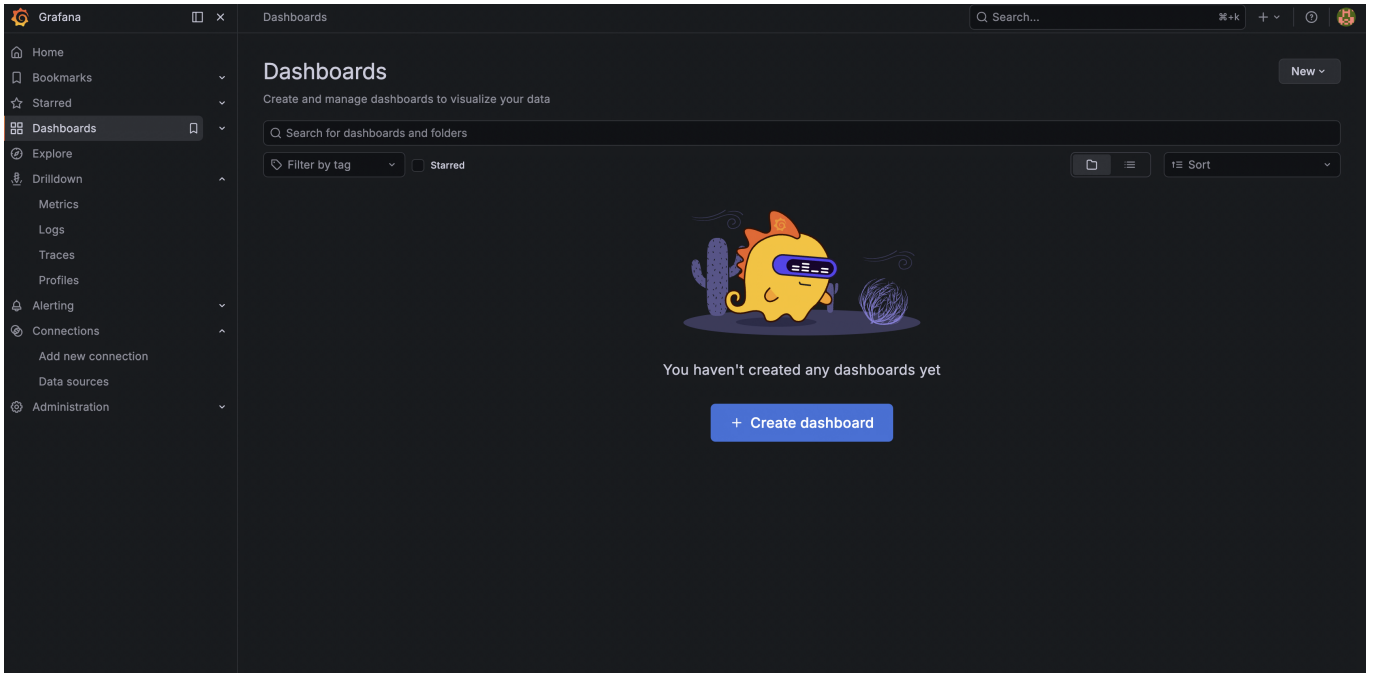 Grafana
Home
Bookmarks
Starred
Dashboards
Explore
Drilldown
Metrics
Logs
Traces
Profiles
Alerting
Connections
Add new connection
Data sources
Administration
Dashboards
Search... ⌘+k
Dashboards
New
Create and manage dashboards to visualize your data
Search for dashboards and folders
Filter by tag Starred Sort
You haven't created any dashboards yet
+ Create dashboard